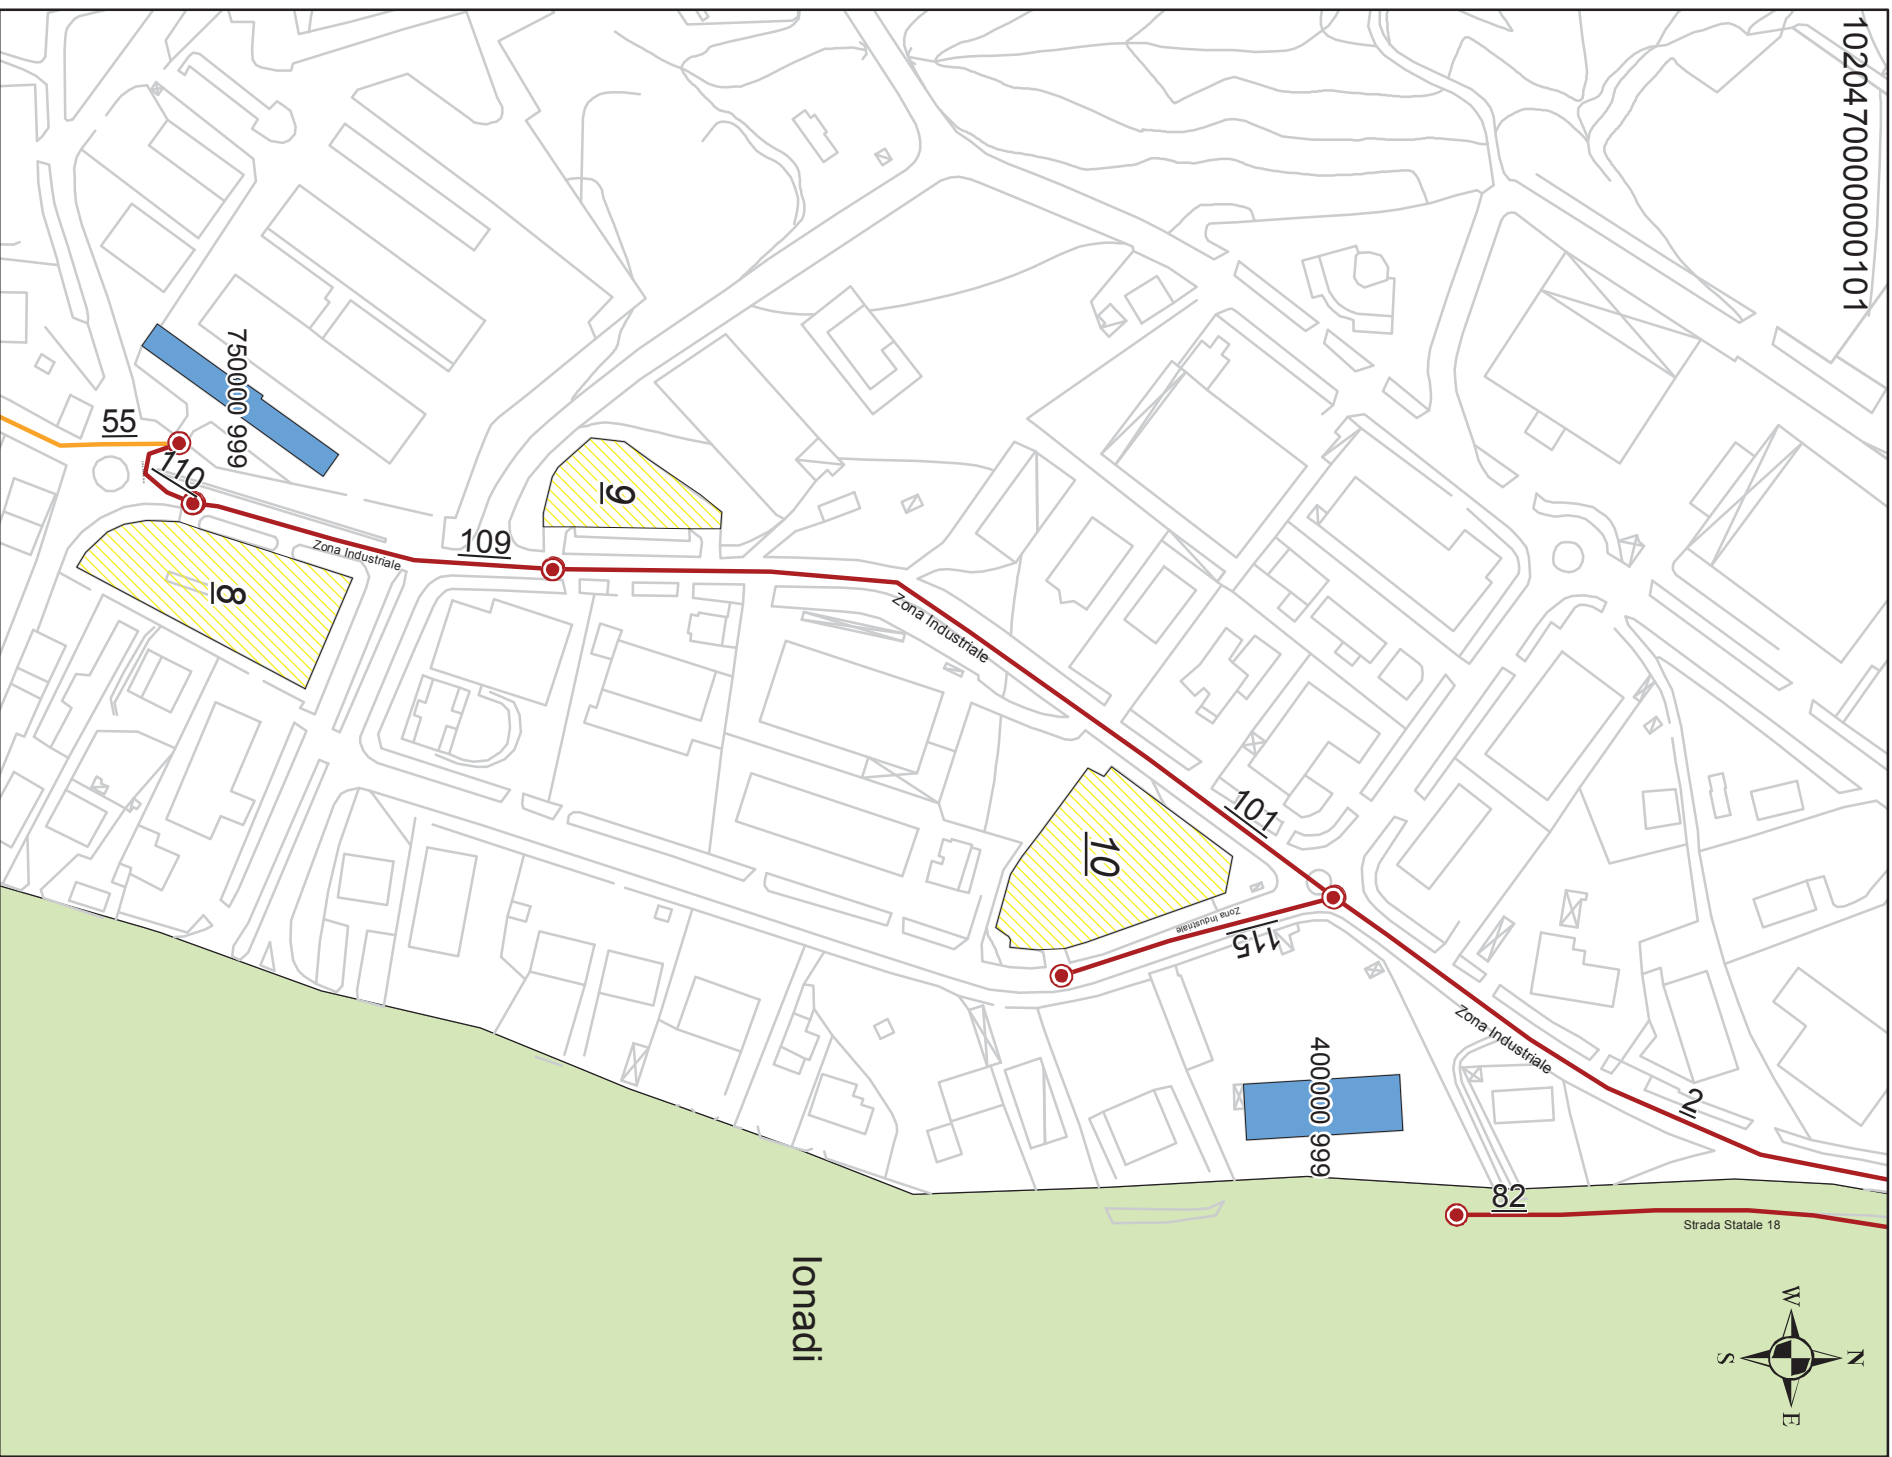 1020470000000101
750000 999
55
110
9
109
Zona Industriale
8
Zona Industriale
101
10
Zona Industriale
115
Zona Industriale
400000 999
2
82
Strada Statale 18
Ionadi
W
N
S
E